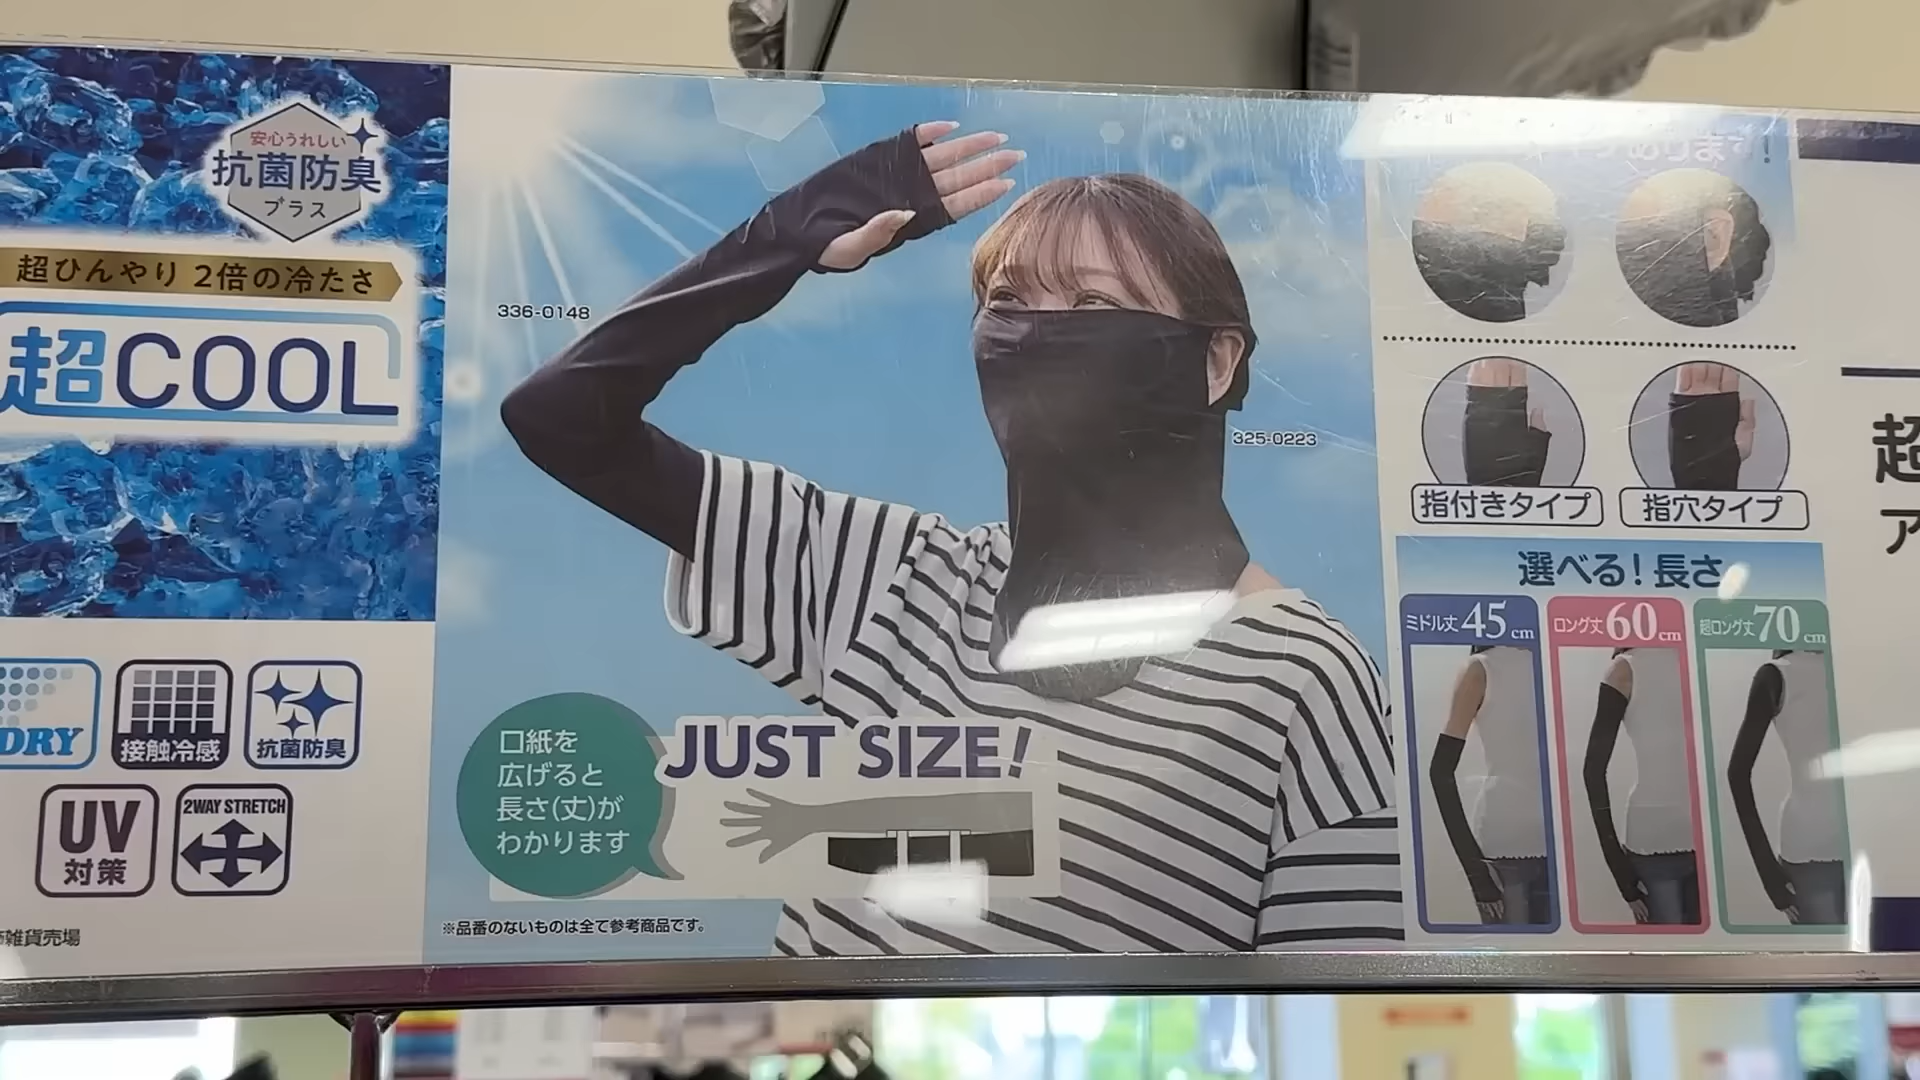 安心うれしい
抗菌防臭
プラス
超ひんやり 2倍の冷たさ
超COOL
DRY
接触冷感
抗菌防臭
UV
対策
2WAY STRETCH
雑貨売場
336-0148
325-0223
口紙を
広げると
長さ(丈)が
わかります
JUST SIZE!
※品番のないものは全て参考商品です。
あります!
指付きタイプ
指穴タイプ
選べる!長さ
ミドル丈45cm
ロング丈60cm
超ロング丈70cm
超
ア